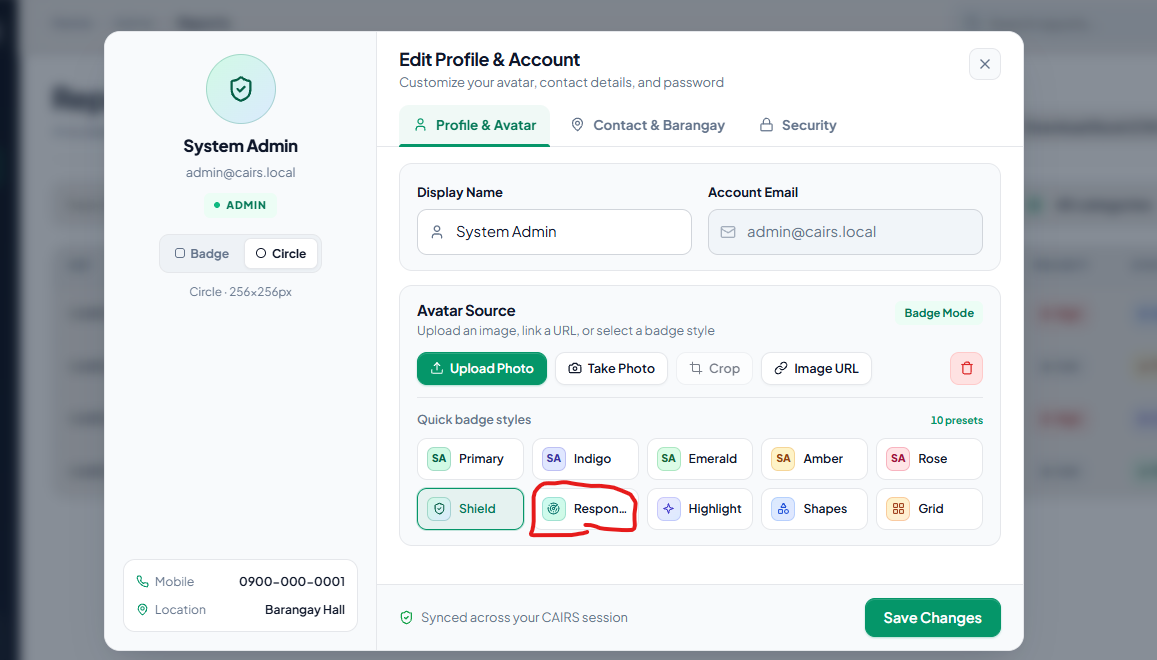 System Admin
admin@cairs.local
ADMIN
Badge
Circle
Circle · 256×256px
Mobile 0900-000-0001
Location Barangay Hall
Edit Profile & Account
Customize your avatar, contact details, and password
Profile & Avatar Contact & Barangay Security
Display Name Account Email
System Admin admin@cairs.local
Avatar Source Badge Mode
Upload an image, link a URL, or select a badge style
Upload Photo Take Photo Crop Image URL
Quick badge styles 10 presets
SA Primary SA Indigo SA Emerald SA Amber SA Rose
Shield Respon... Highlight Shapes Grid
Synced across your CAIRS session Save Changes